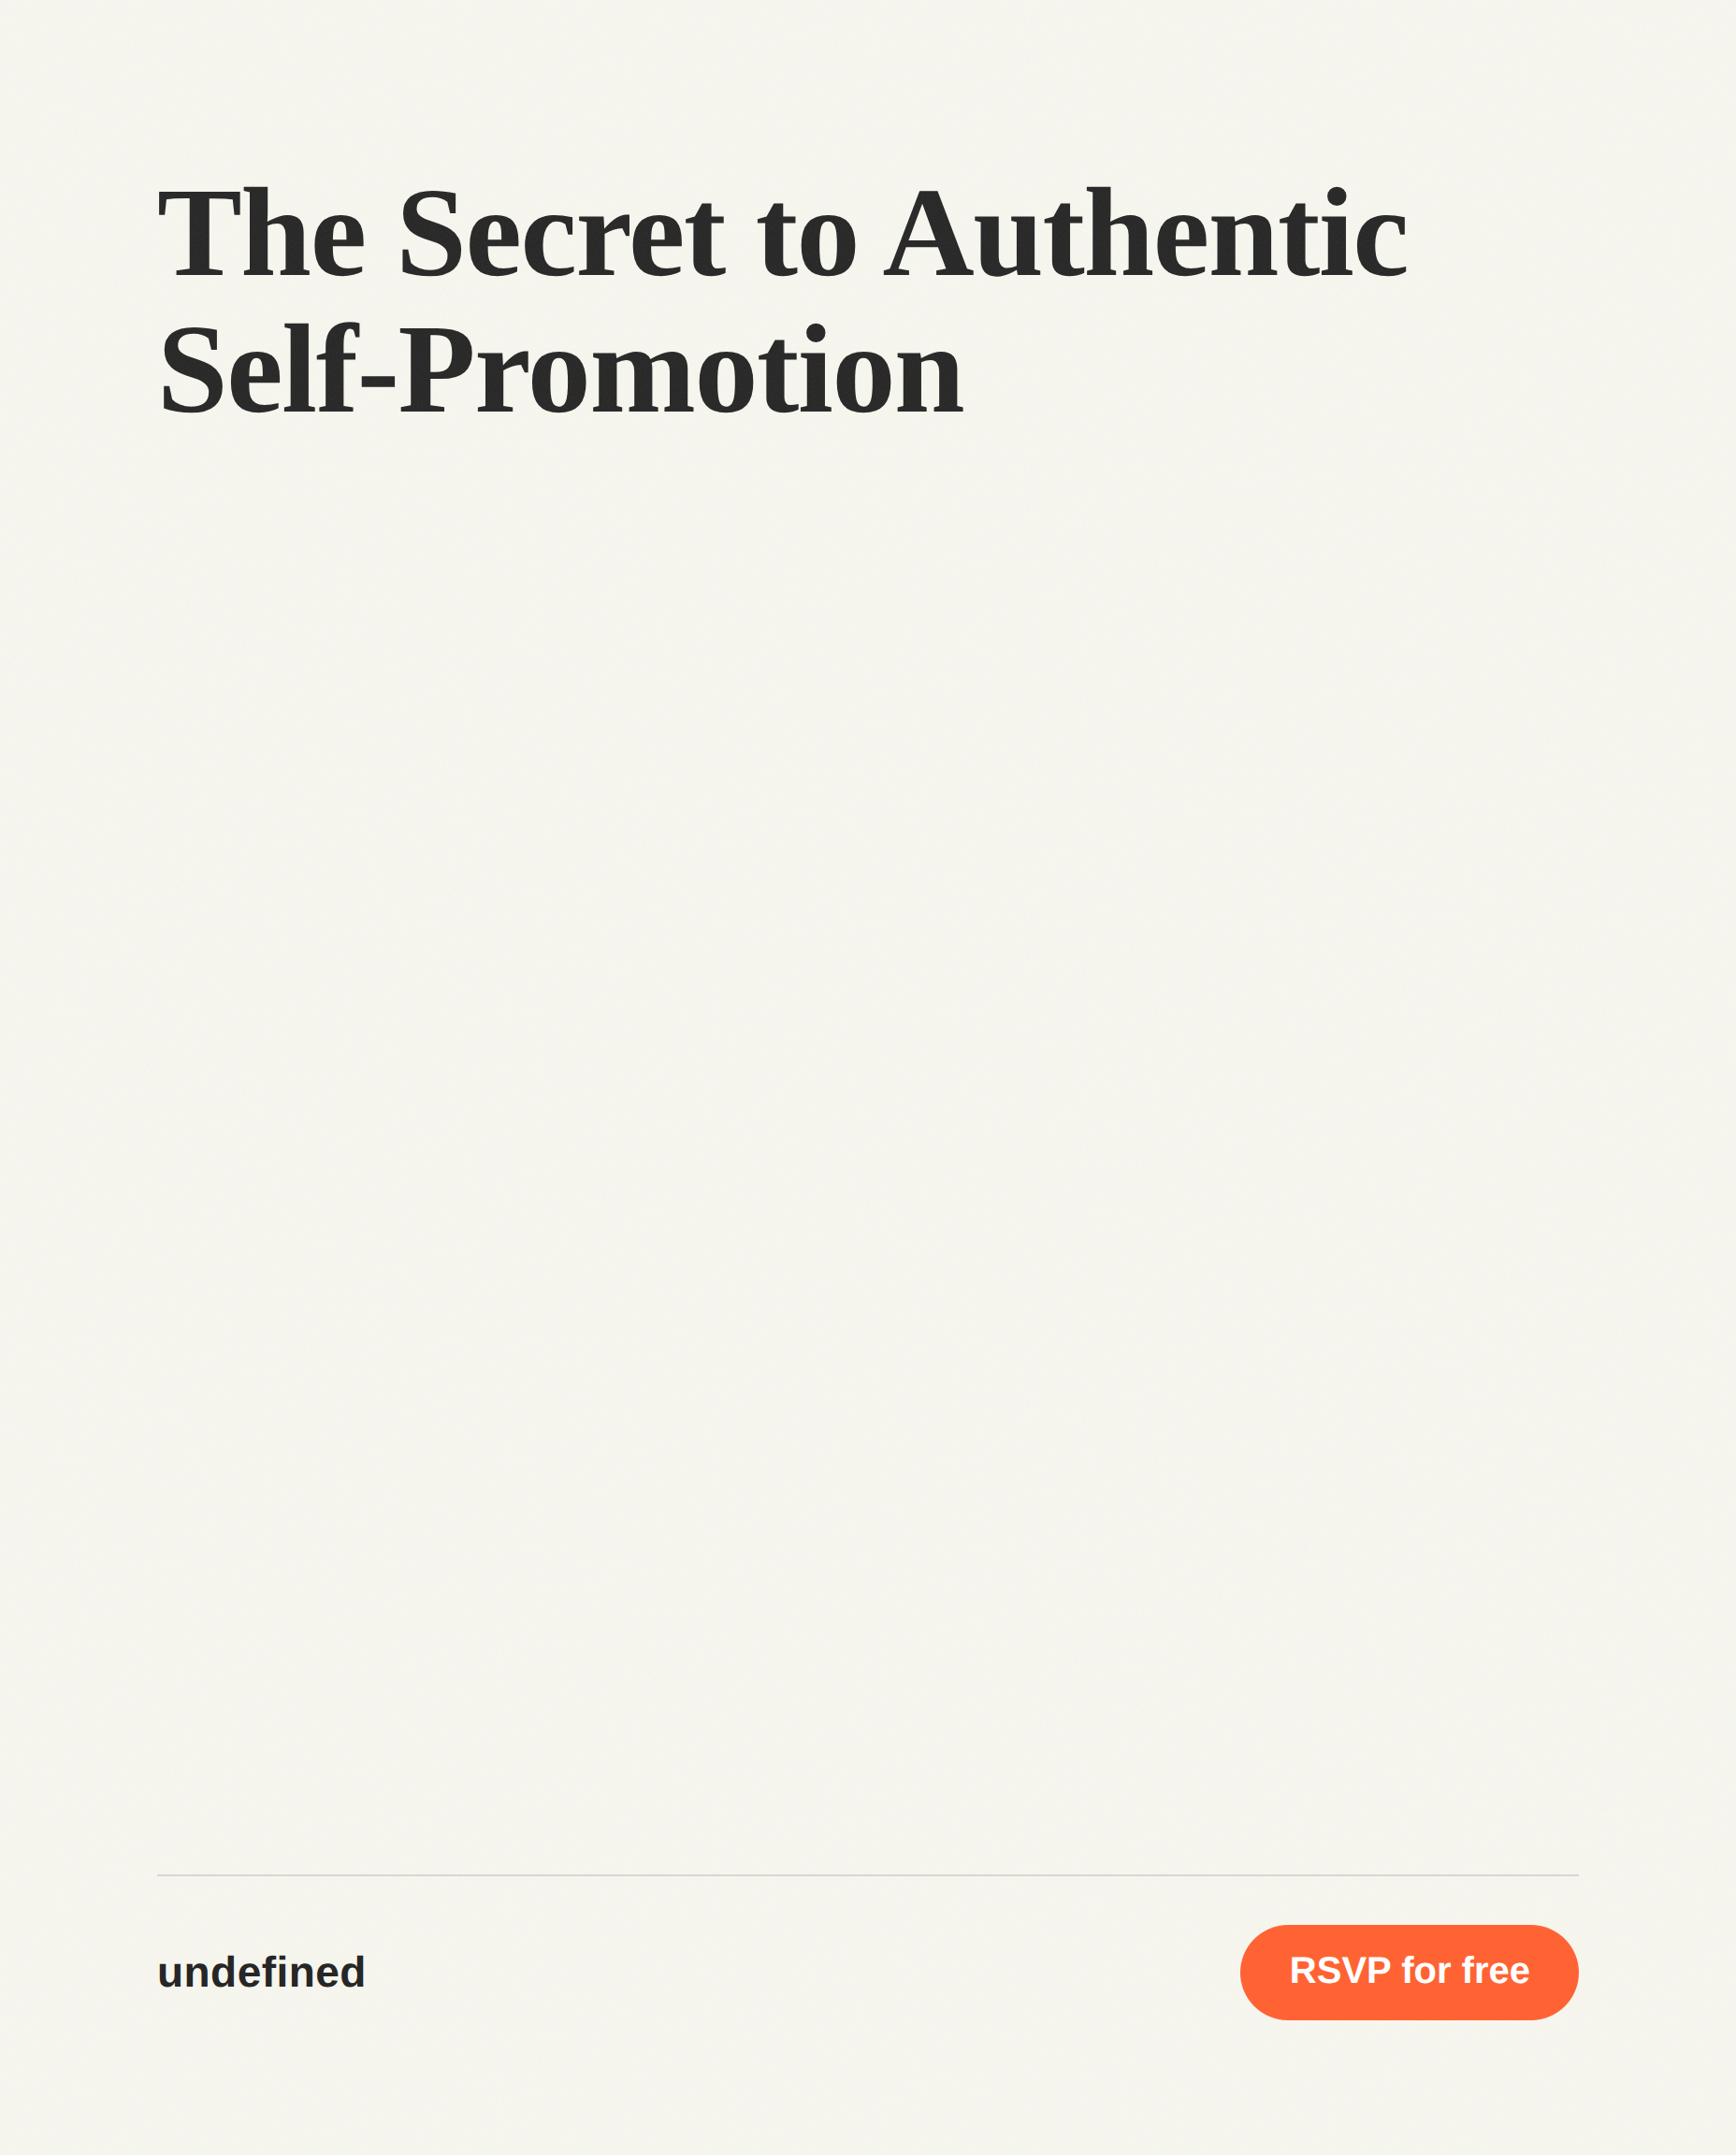 The Secret to Authentic
Self-Promotion
undefined
RSVP for free